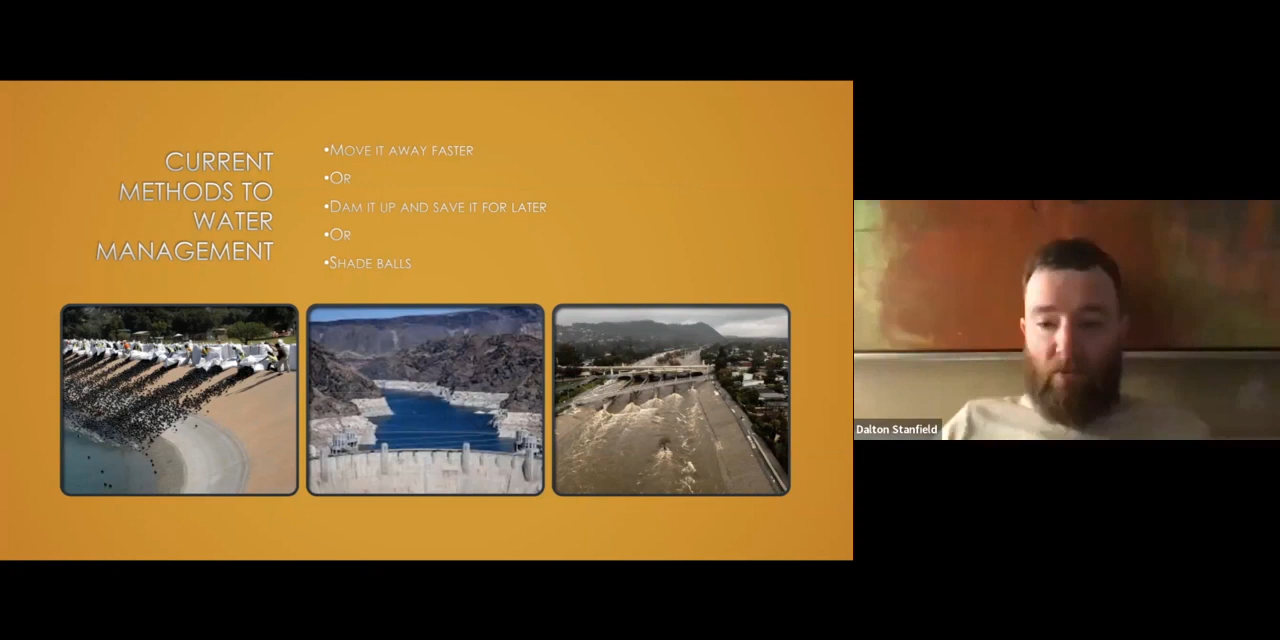 CURRENT
METHODS TO
WATER
MANAGEMENT
•MOVE IT AWAY FASTER
•OR
•DAM IT UP AND SAVE IT FOR LATER
•OR
•SHADE BALLS
Dalton Stanfield